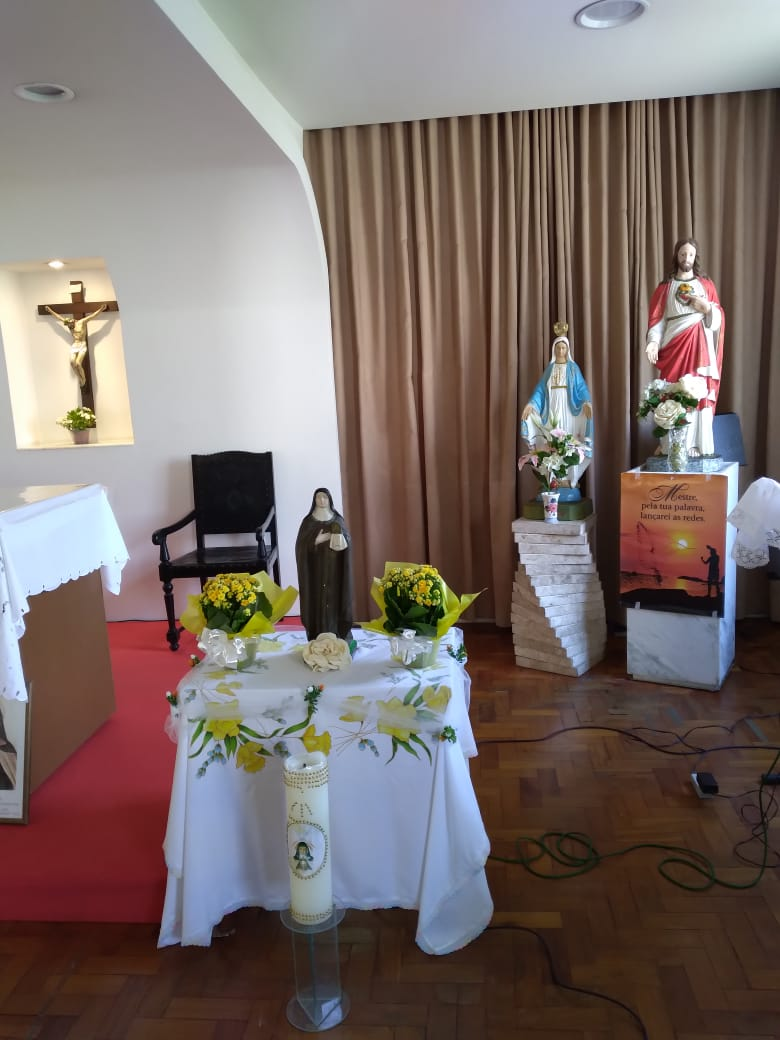 Mestre,
pela tua palavra,
lançarei as redes.